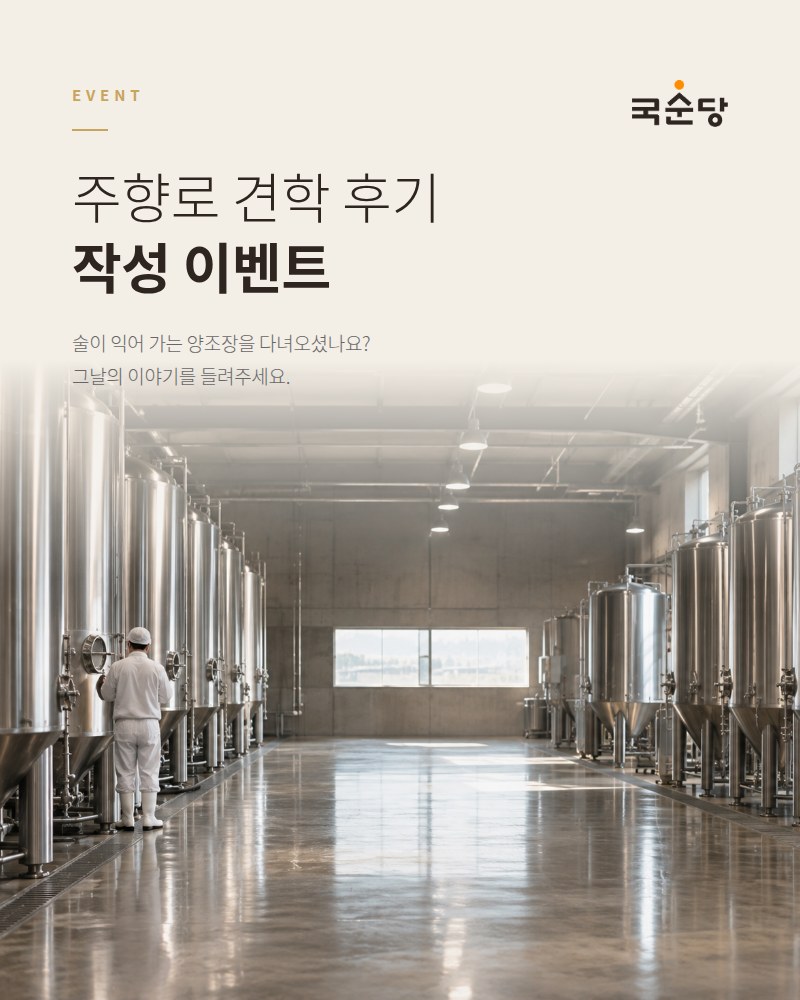 EVENT
국순당
주향로 견학 후기
작성 이벤트
술이 익어 가는 양조장을 다녀오셨나요?
그날의 이야기를 들려주세요.